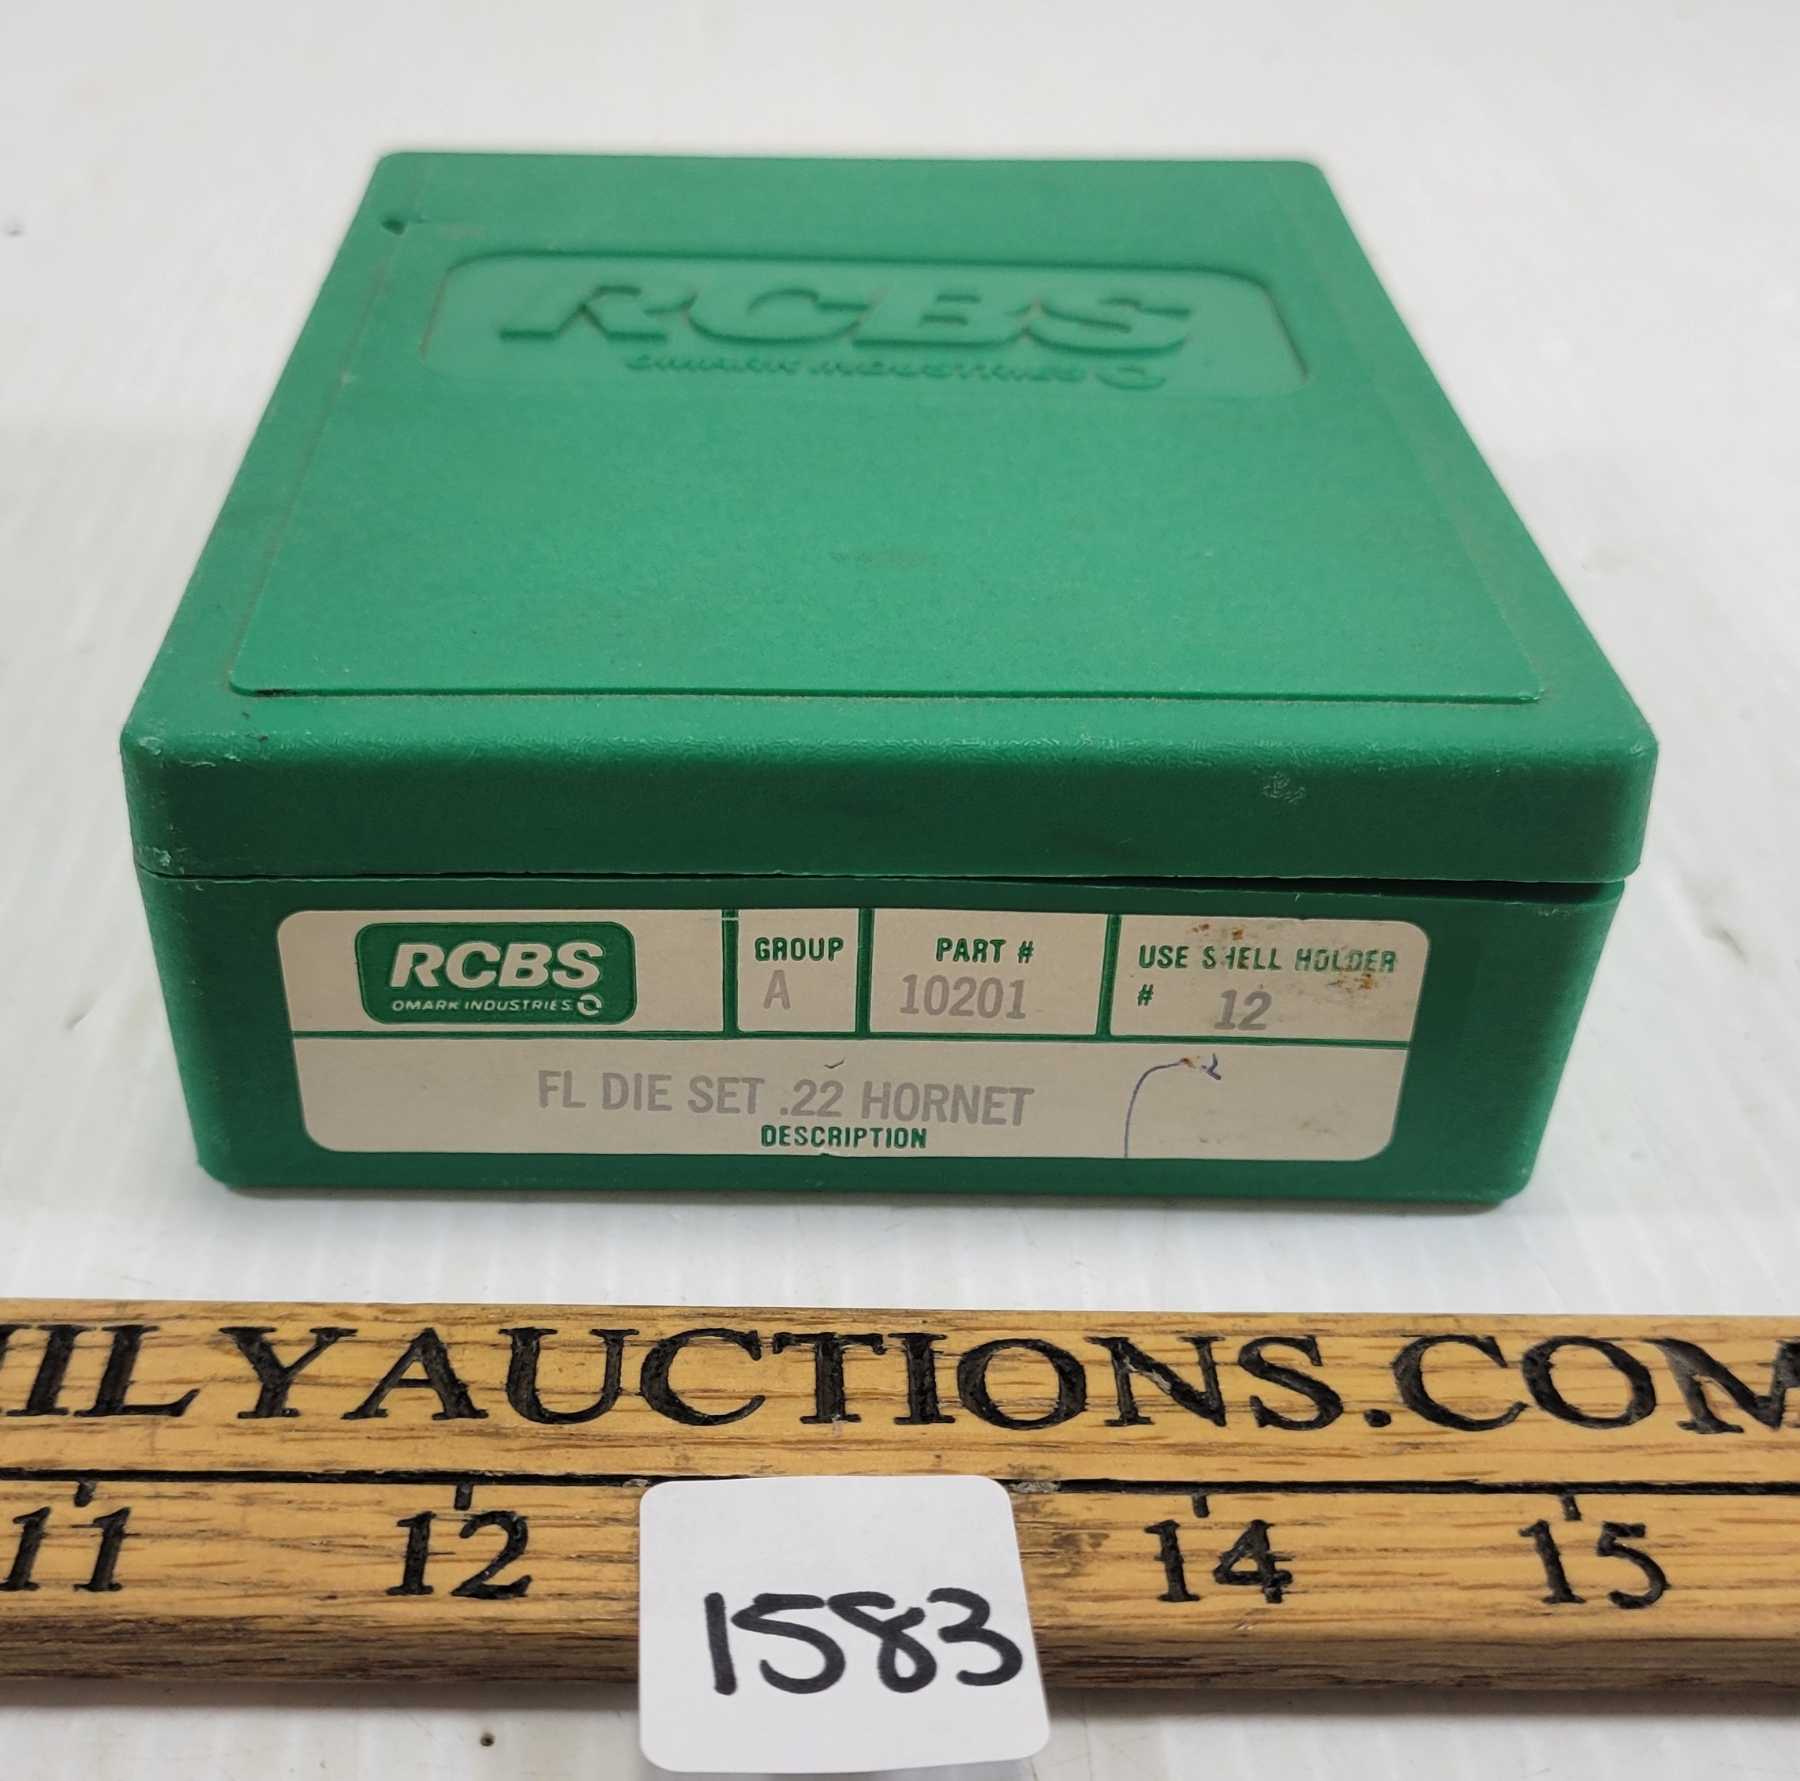 RCBS
OMARK INDUSTRIES
RCBS
OMARK INDUSTRIES
GROUP
A
PART #
10201
USE SHELL HOLDER
# 12
FL DIE SET .22 HORNET
DESCRIPTION
ILYAUCTIONS.COM
11 12 14 15
1583